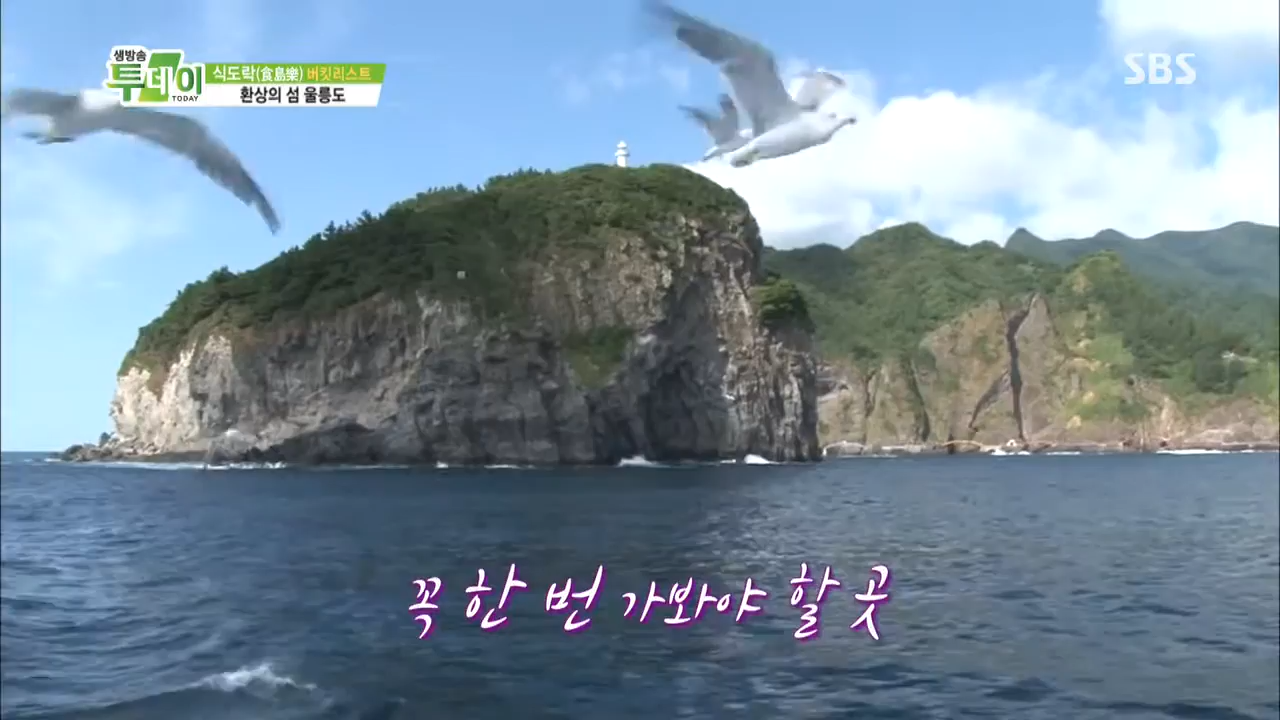 생방송
투데이
TODAY
식도락(食島樂) 버킷리스트
환상의 섬 울릉도
SBS
꼭 한 번 가봐야 할 곳